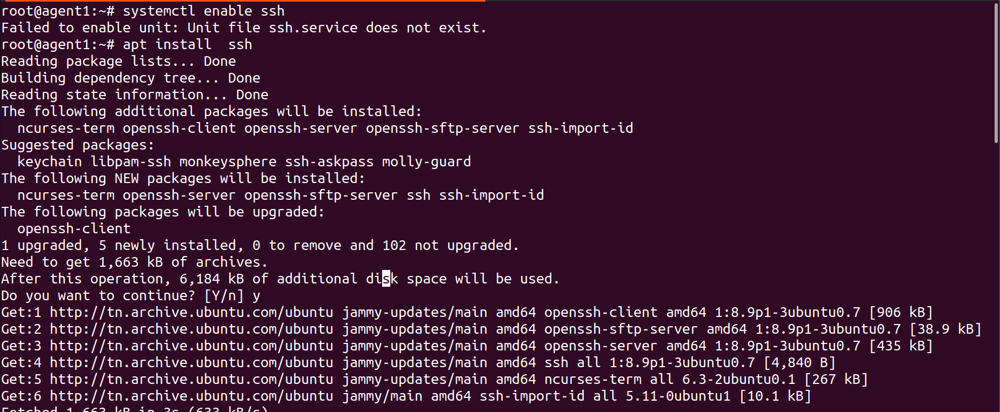 root@agent1:~# systemctl enable ssh
Failed to enable unit: Unit file ssh.service does not exist.
root@agent1:~# apt install  ssh
Reading package lists... Done
Building dependency tree... Done
Reading state information... Done
The following additional packages will be installed:
  ncurses-term openssh-client openssh-server openssh-sftp-server ssh-import-id
Suggested packages:
  keychain libpam-ssh monkeysphere ssh-askpass molly-guard
The following NEW packages will be installed:
  ncurses-term openssh-server openssh-sftp-server ssh ssh-import-id
The following packages will be upgraded:
  openssh-client
1 upgraded, 5 newly installed, 0 to remove and 102 not upgraded.
Need to get 1,663 kB of archives.
After this operation, 6,184 kB of additional disk space will be used.
Do you want to continue? [Y/n] y
Get:1 http://tn.archive.ubuntu.com/ubuntu jammy-updates/main amd64 openssh-client amd64 1:8.9p1-3ubuntu0.7 [906 kB]
Get:2 http://tn.archive.ubuntu.com/ubuntu jammy-updates/main amd64 openssh-sftp-server amd64 1:8.9p1-3ubuntu0.7 [38.9 kB]
Get:3 http://tn.archive.ubuntu.com/ubuntu jammy-updates/main amd64 openssh-server amd64 1:8.9p1-3ubuntu0.7 [435 kB]
Get:4 http://tn.archive.ubuntu.com/ubuntu jammy-updates/main amd64 ssh all 1:8.9p1-3ubuntu0.7 [4,840 B]
Get:5 http://tn.archive.ubuntu.com/ubuntu jammy-updates/main amd64 ncurses-term all 6.3-2ubuntu0.1 [267 kB]
Get:6 http://tn.archive.ubuntu.com/ubuntu jammy/main amd64 ssh-import-id all 5.11-0ubuntu1 [10.1 kB]
Fetched 1,663 kB in 3s (633 kB/s)